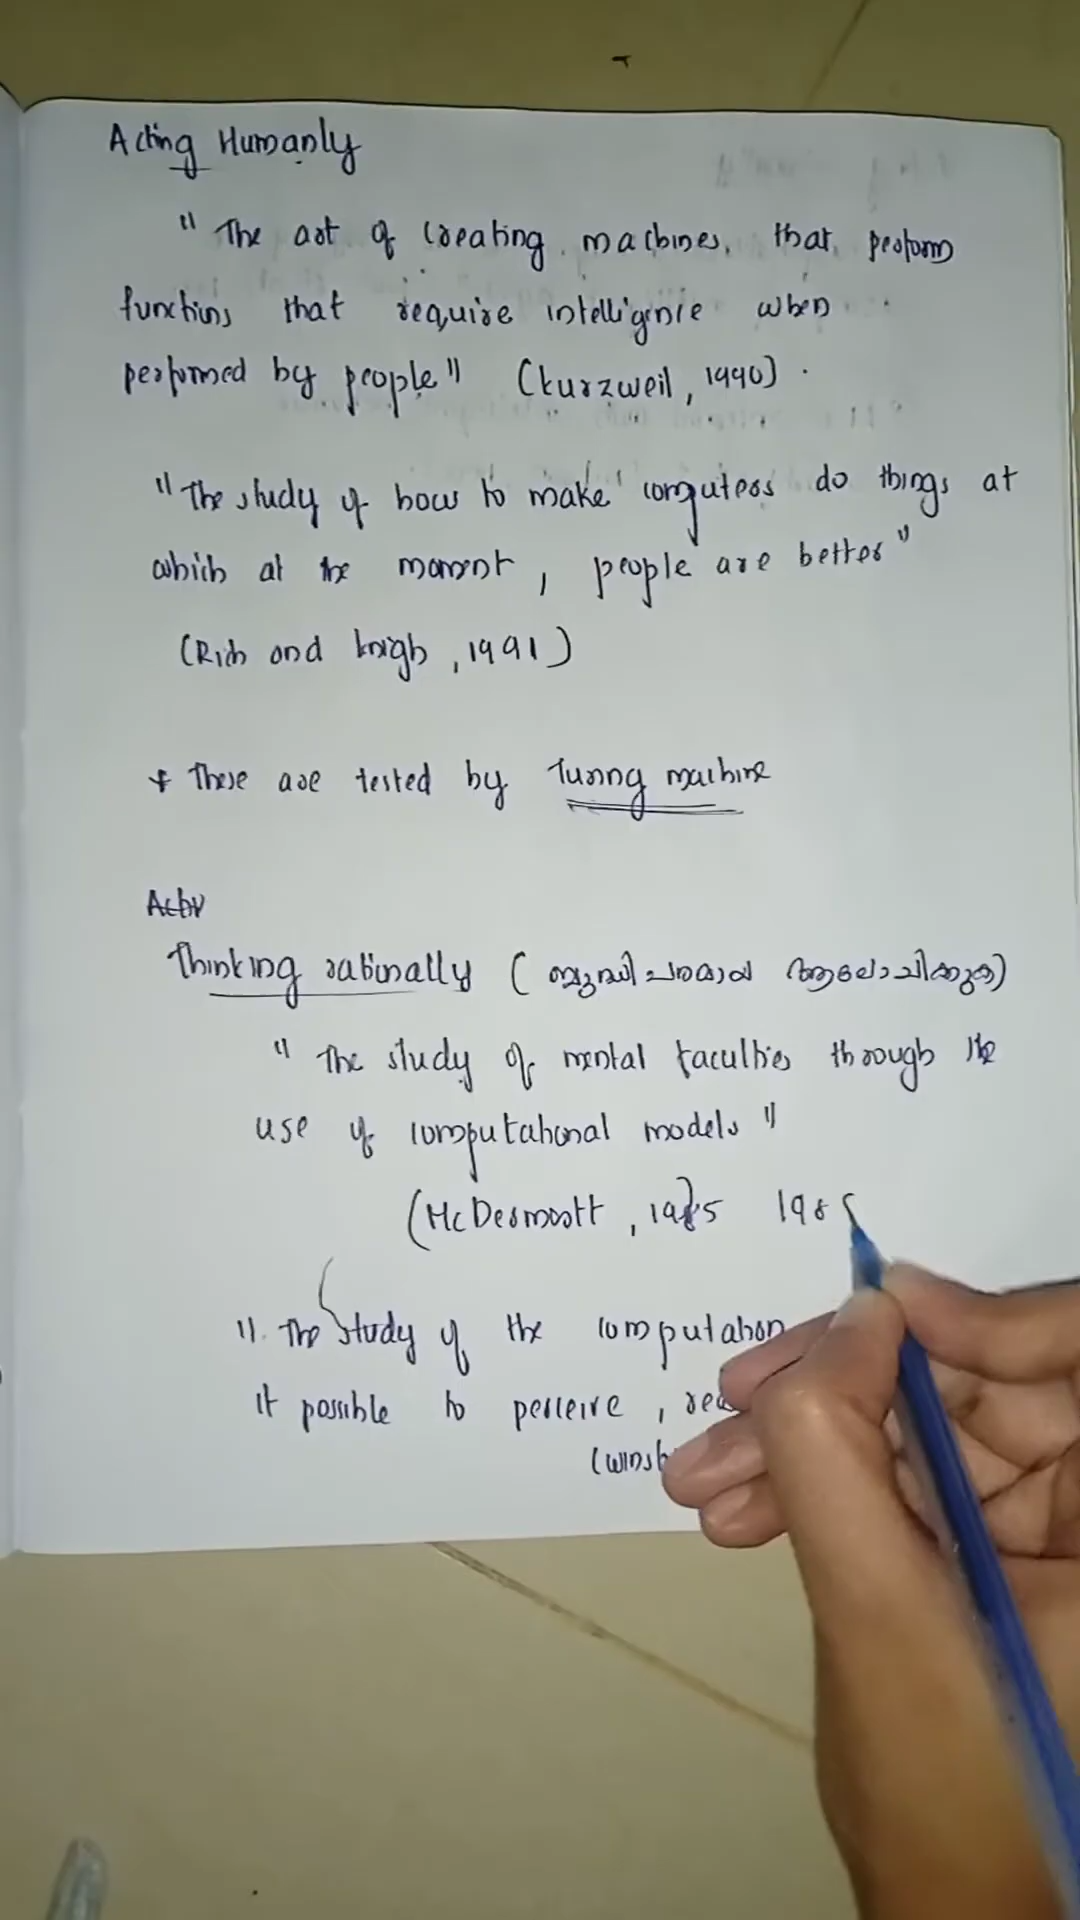 Acting Humanly
" The art of creating machines, that perform
functions that require intelligence when
performed by people" (Kurzweil, 1990).
"The study of how to make computers do things at
which at the moment, people are better"
(Rich and knigh, 1991)
* These are tested by Turing machine
Thinking rationally (ബുദ്ധിപരമായ ആലോചിക്കുക)
" The study of mental faculties through the
use of computational models"
(McDermott, 1985 198
". The study of the computation
it possible to perceive,